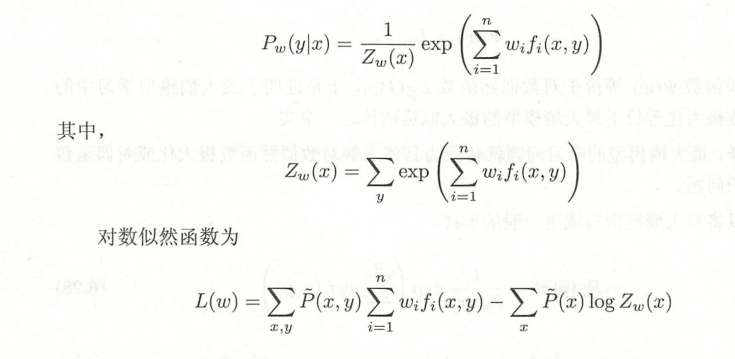 P_w(y|x) = \frac{1}{Z_w(x)} \exp\left(\sum_{i=1}^{n} w_i f_i(x,y)\right)
其中，
Z_w(x) = \sum_{y} \exp\left(\sum_{i=1}^{n} w_i f_i(x,y)\right)
对数似然函数为
L(w) = \sum_{x,y} \tilde{P}(x,y) \sum_{i=1}^{n} w_i f_i(x,y) - \sum_{x} \tilde{P}(x) \log Z_w(x)